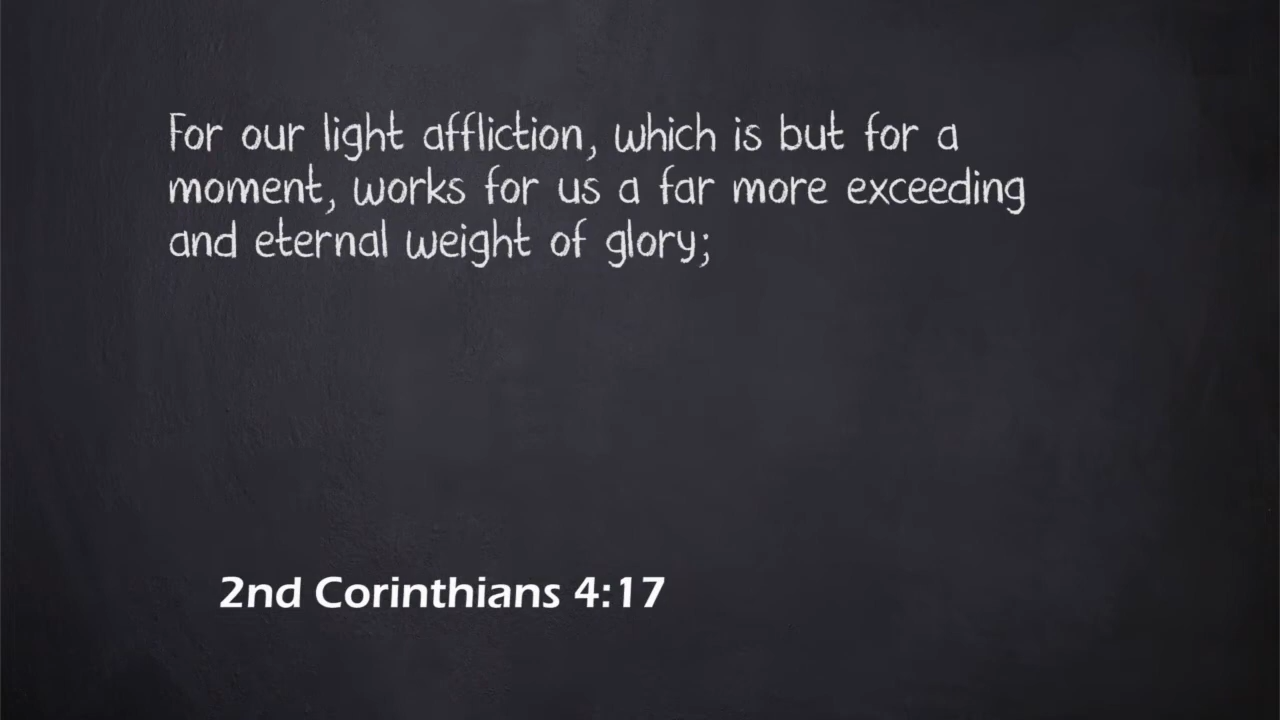 For our light affliction, which is but for a
moment, works for us a far more exceeding
and eternal weight of glory;
2nd Corinthians 4:17